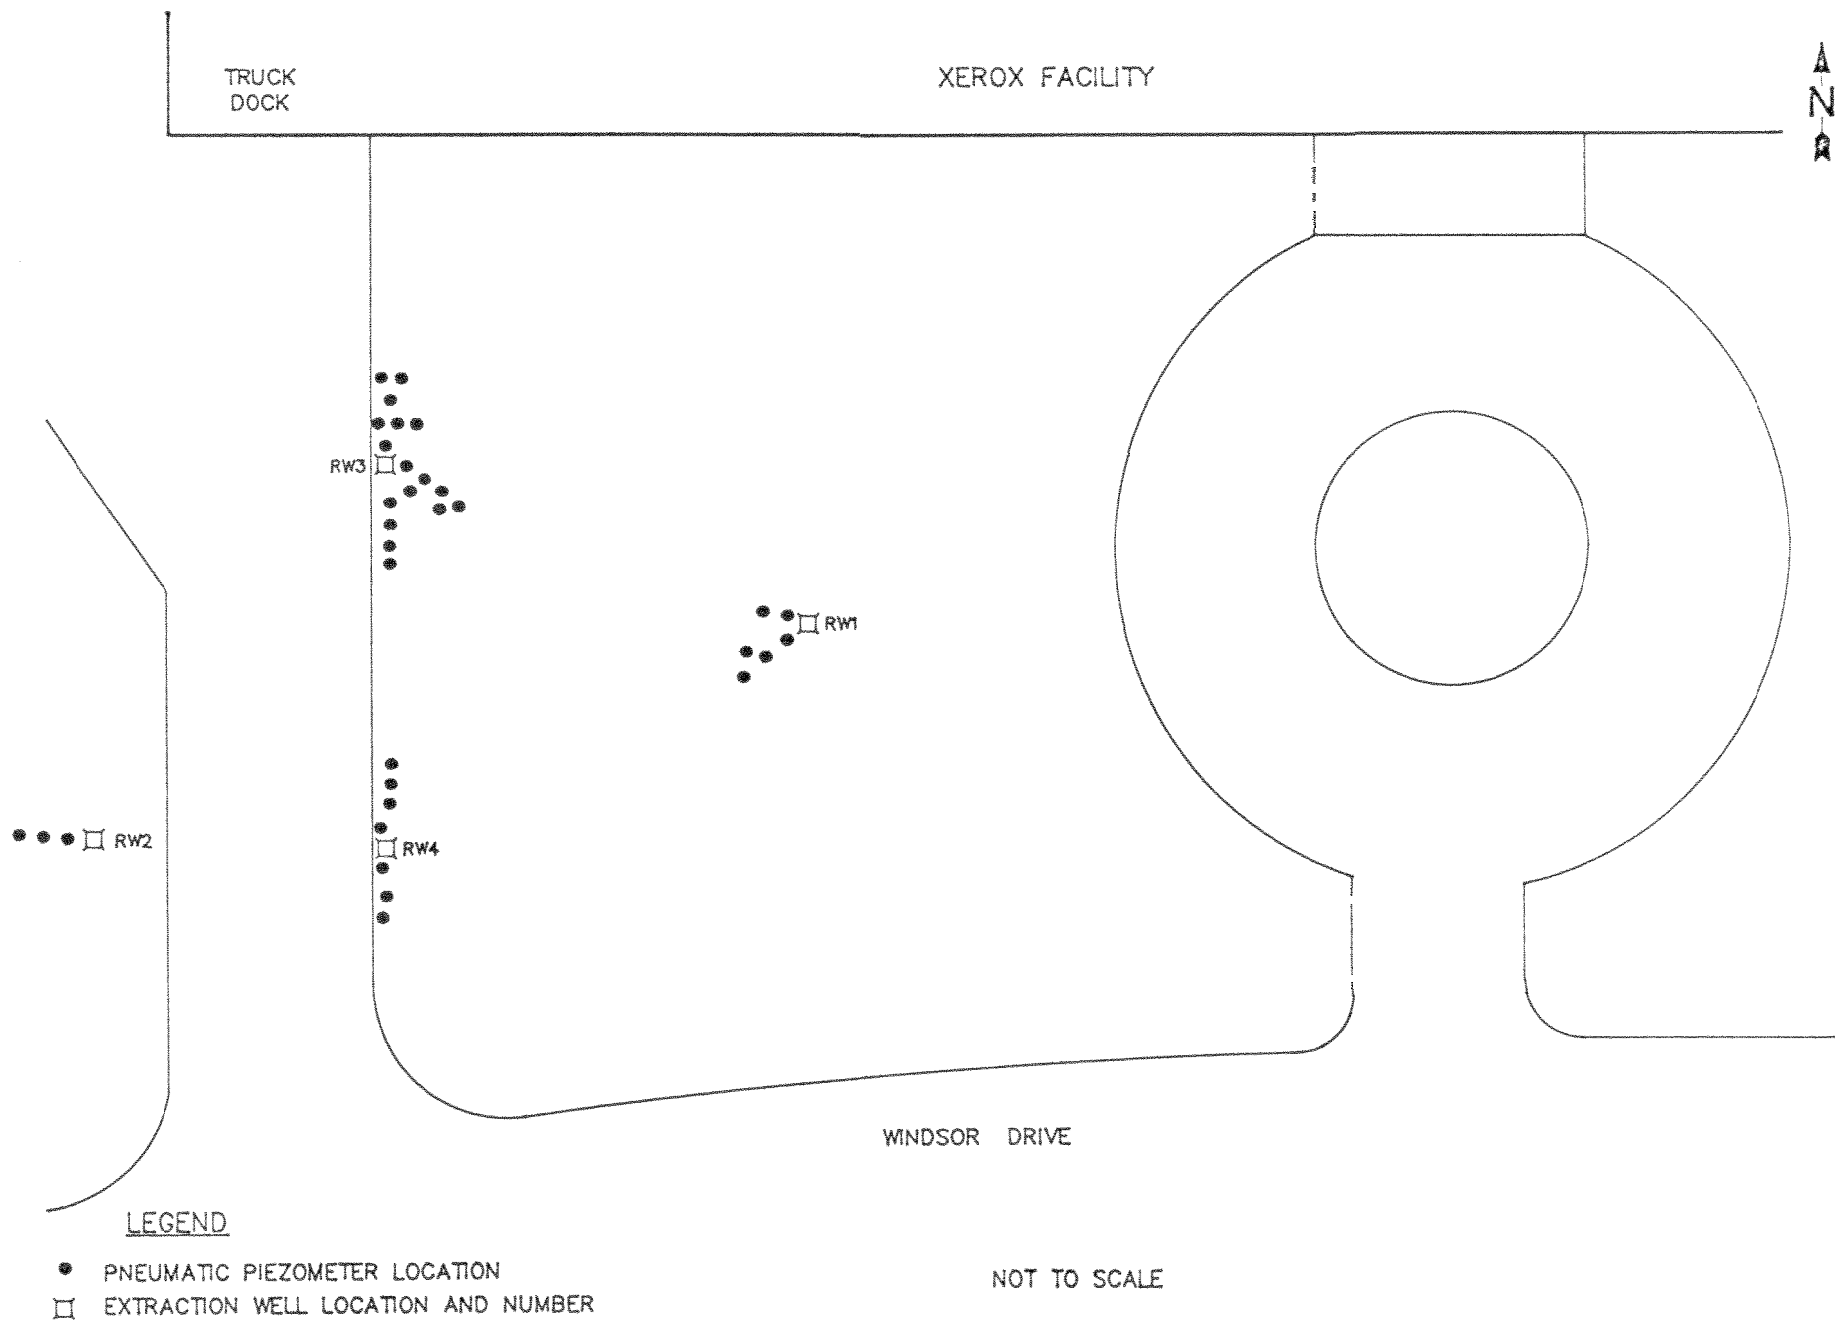 TRUCK
DOCK
XEROX FACILITY
N
RW3
RW1
RW2
RW4
WINDSOR DRIVE
LEGEND
PNEUMATIC PIEZOMETER LOCATION
EXTRACTION WELL LOCATION AND NUMBER
NOT TO SCALE